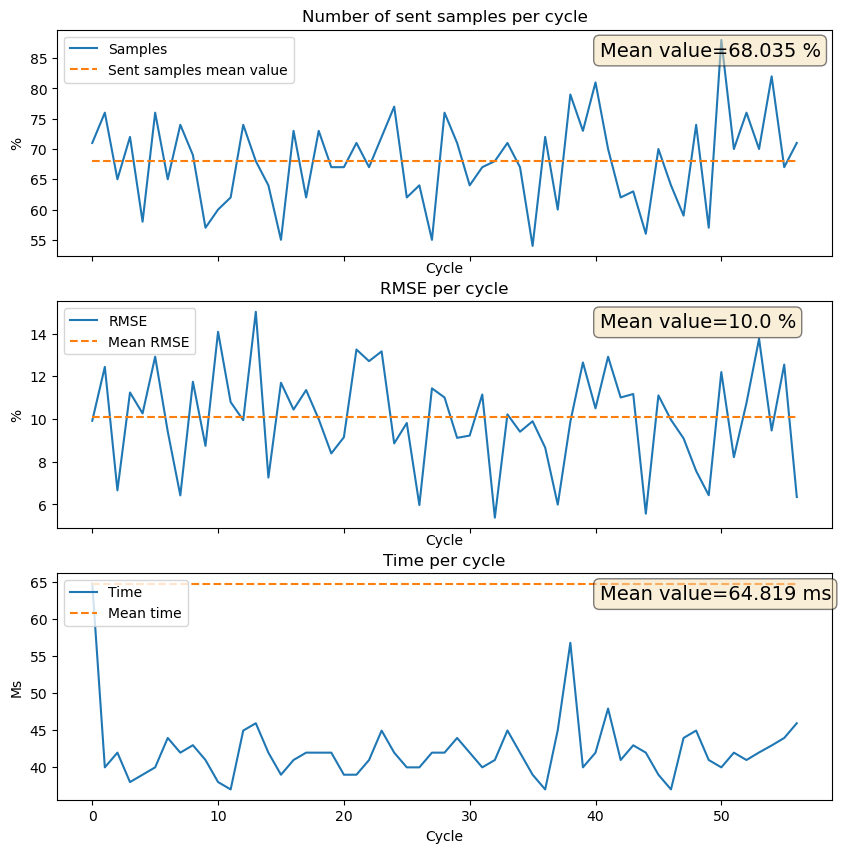 Number of sent samples per cycle
Samples
Sent samples mean value
Mean value=68.035 %
85
80
75
70
65
60
55
%
Cycle
RMSE per cycle
RMSE
Mean RMSE
Mean value=10.0 %
14
12
10
8
6
%
Cycle
Time per cycle
Time
Mean time
Mean value=64.819 ms
65
60
55
50
45
40
Ms
0 10 20 30 40 50
Cycle